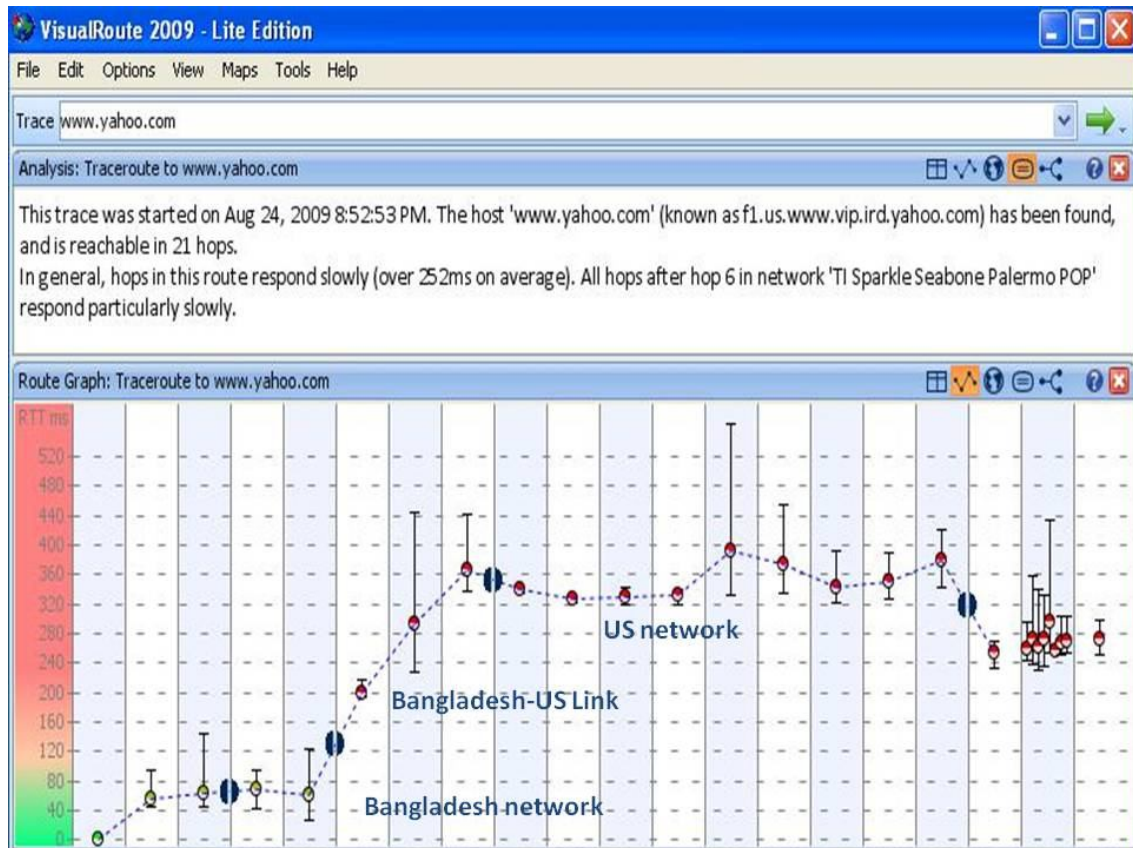 VisualRoute 2009 - Lite Edition
File Edit Options View Maps Tools Help
Trace www.yahoo.com
Analysis: Traceroute to www.yahoo.com
This trace was started on Aug 24, 2009 8:52:53 PM. The host 'www.yahoo.com' (known as f1.us.www.vip.ird.yahoo.com) has been found,
and is reachable in 21 hops.
In general, hops in this route respond slowly (over 252ms on average). All hops after hop 6 in network 'TI Sparkle Seabone Palermo POP'
respond particularly slowly.
Route Graph: Traceroute to www.yahoo.com
RTT ms
520
480
440
400
360
320
280
240
200
160
120
80
40
0
US network
Bangladesh-US Link
Bangladesh network